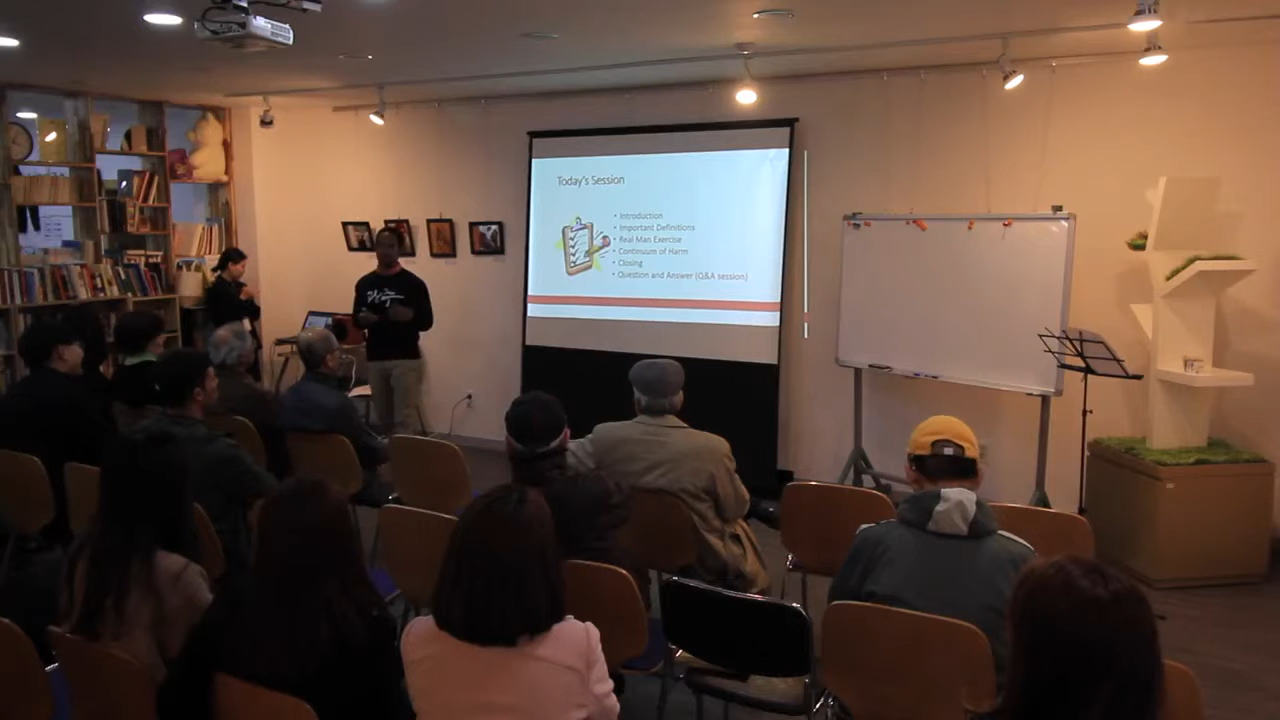 Today's Session
• Introduction
• Important Definitions
• Real Man Exercise
• Continuum of Harm
• Closing
• Question and Answer (Q&A session)